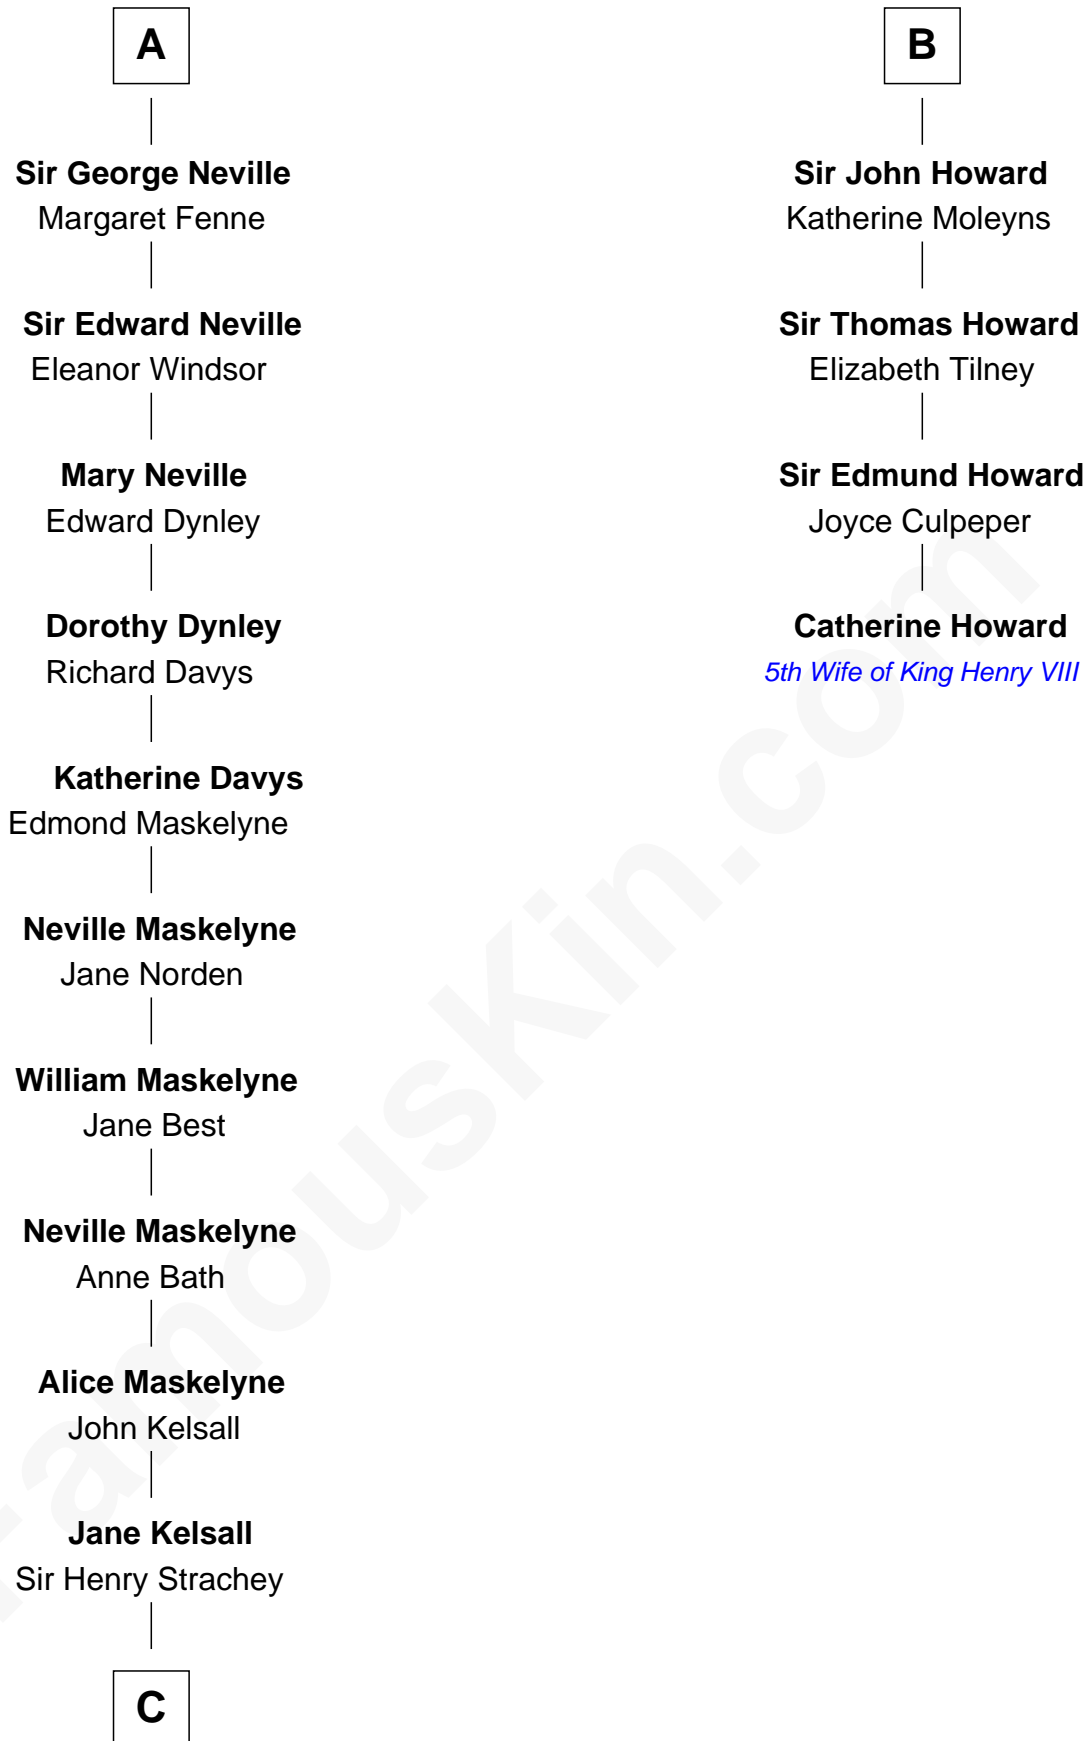 A
Sir George Neville
Margaret Fenne
Sir Edward Neville
Eleanor Windsor
Mary Neville
Edward Dynley
Dorothy Dynley
Richard Davys
Katherine Davys
Edmond Maskelyne
Neville Maskelyne
Jane Norden
William Maskelyne
Jane Best
Neville Maskelyne
Anne Bath
Alice Maskelyne
John Kelsall
Jane Kelsall
Sir Henry Strachey
C
B
Sir John Howard
Katherine Moleyns
Sir Thomas Howard
Elizabeth Tilney
Sir Edmund Howard
Joyce Culpeper
Catherine Howard
5th Wife of King Henry VIII
FamousKin.com